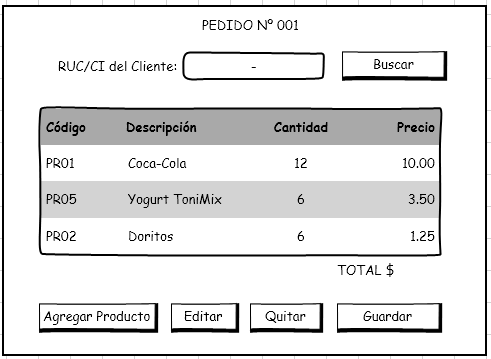 PEDIDO Nº 001
RUC/CI del Cliente: - Buscar
Código Descripción Cantidad Precio
PR01 Coca-Cola 12 10.00
PR05 Yogurt ToniMix 6 3.50
PR02 Doritos 6 1.25
TOTAL $
Agregar Producto Editar Quitar Guardar